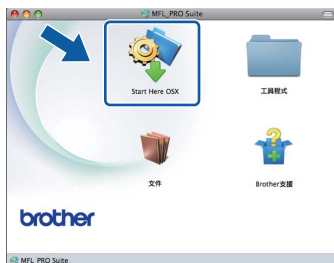 MFL_PRO Suite
Start Here OSX
工具程式
文件
Brother支援
brother
MFL_PRO Suite